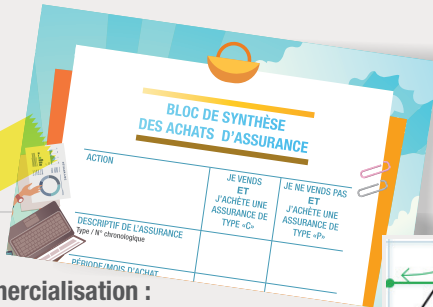 BLOC DE SYNTHÈSE
DES ACHATS D'ASSURANCE
ACTION
JE VENDS
ET
J'ACHÈTE UNE
ASSURANCE DE
TYPE «C»
JE NE VENDS PAS
ET
J'ACHÈTE UNE
ASSURANCE DE
TYPE «P»
DESCRIPTIF DE L'ASSURANCE
Type / N° chronologique
PÉRIODE/MOIS D'ACHAT
mercialisation :